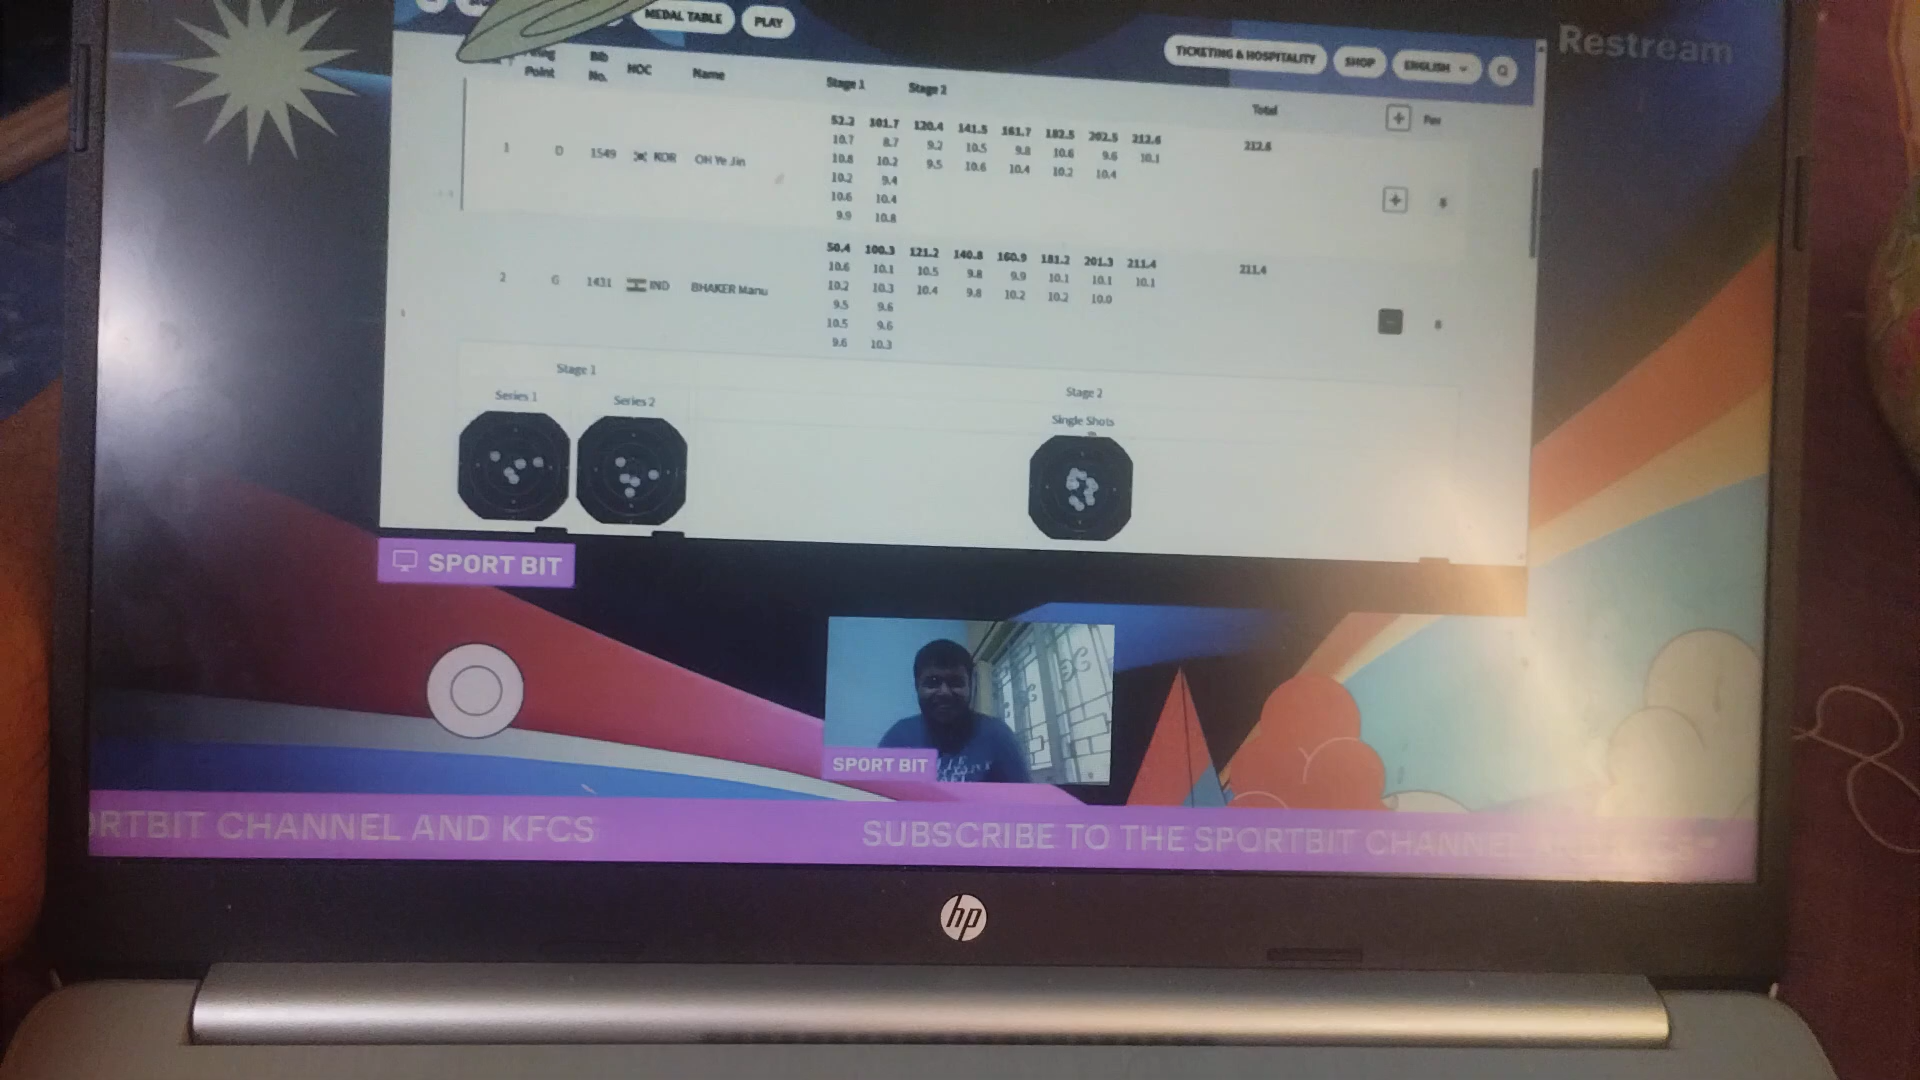 MEDAL TABLE PLAY
Restream
TICKETING & HOSPITALITY SHOP ENGLISH
Point Bib No. NOC Name Stage 1 Stage 2 Total
52.2 101.7 120.4 141.5 161.7 182.5 202.5 212.6
10.7 8.7 9.2 10.5 9.8 10.6 9.6 10.1
1 D 1549 KOR OH Ye Jin 212.6
10.8 10.2 9.5 10.6 10.4 10.2 10.4
10.2 9.4
10.6 10.4
9.9 10.8
50.4 100.3 121.2 140.8 160.9 181.2 201.3 211.4
10.6 10.1 10.5 9.8 9.9 10.1 10.1 10.1
2 G 1431 IND BHAKER Manu 211.4
10.2 10.3 10.4 9.8 10.2 10.2 10.0
9.5 9.6
10.5 9.6
9.6 10.3
Stage 1 Stage 2
Series 1 Series 2 Single Shots
SPORT BIT
SPORT BIT
ORTBIT CHANNEL AND KFCS SUBSCRIBE TO THE SPORTBIT CHANNEL AND KFCS
hp